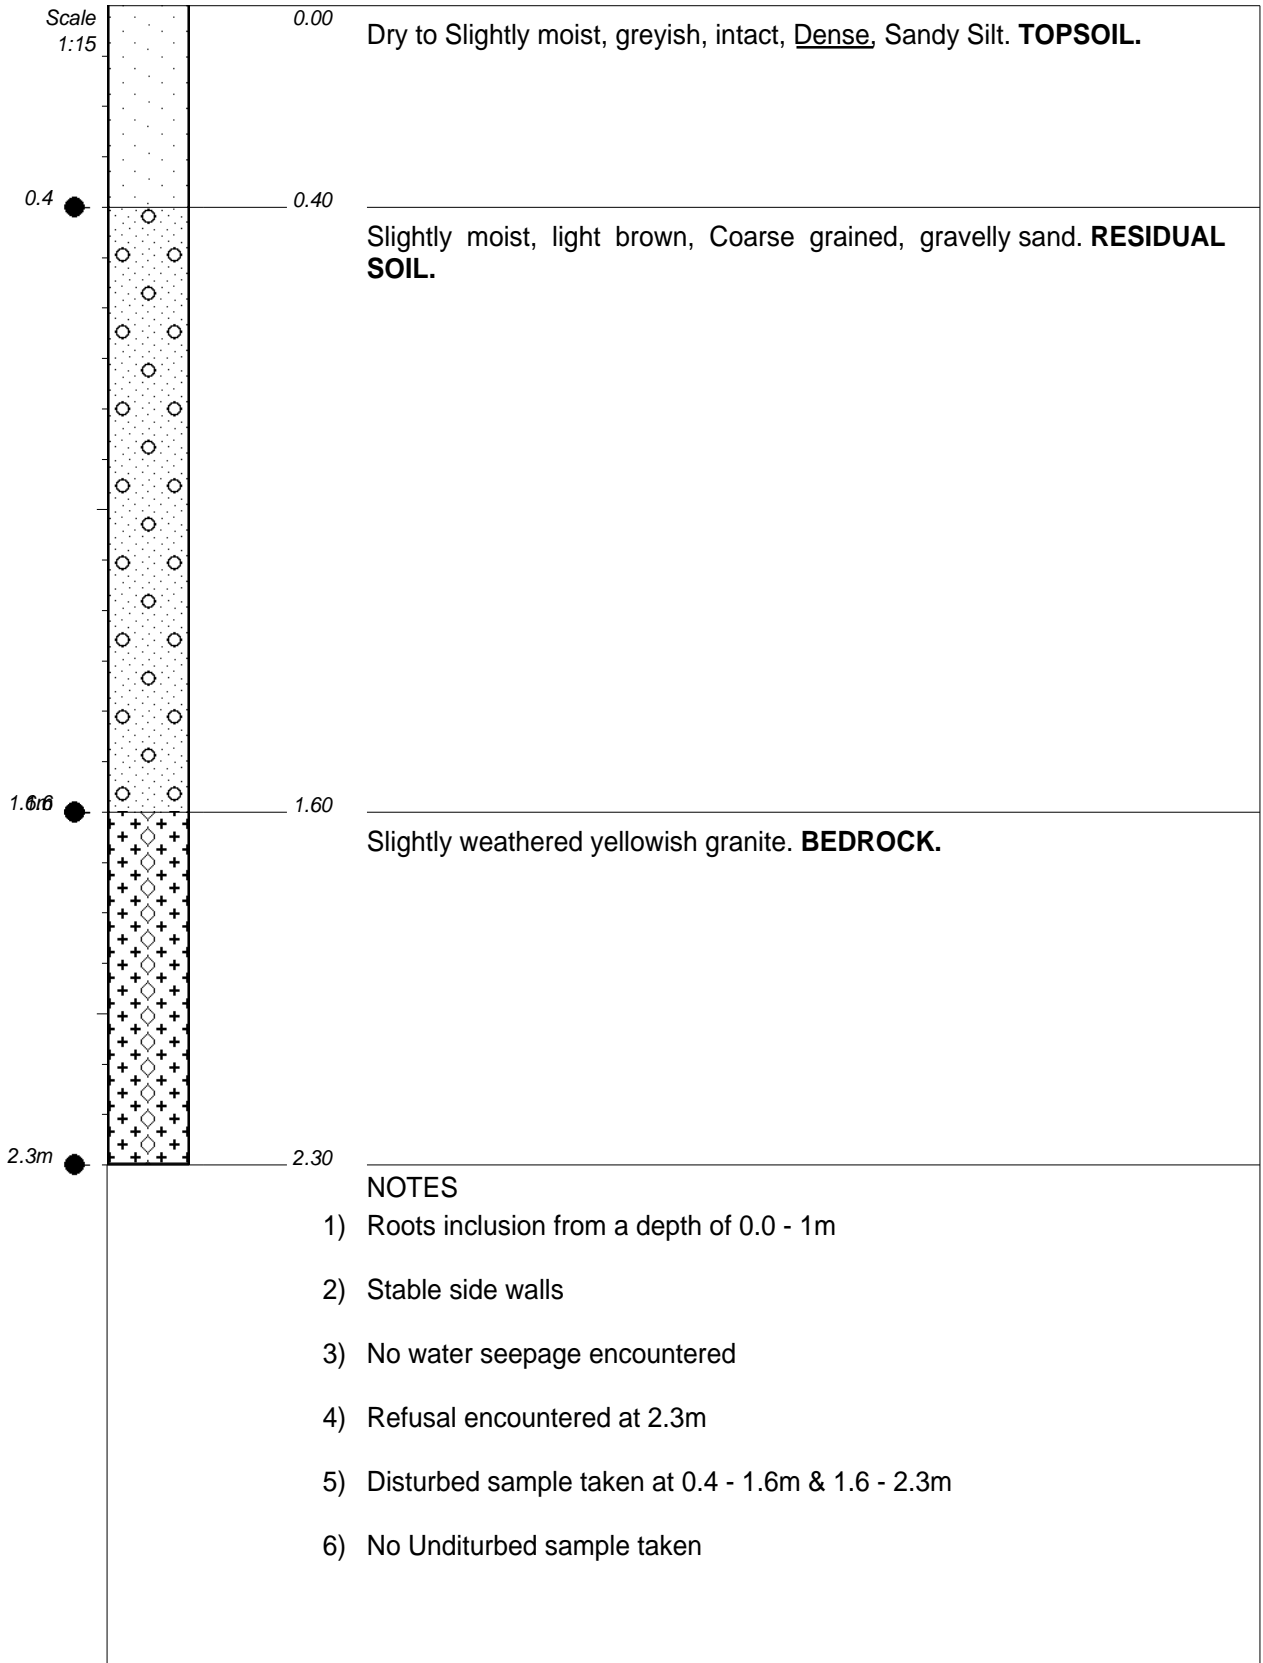 Scale
1:15
0.00
Dry to Slightly moist, greyish, intact, Dense, Sandy Silt. TOPSOIL.
0.4
0.40
Slightly moist, light brown, Coarse grained, gravelly sand. RESIDUAL
SOIL.
1.6m
1.60
Slightly weathered yellowish granite. BEDROCK.
2.3m
2.30
NOTES
1) Roots inclusion from a depth of 0.0 - 1m
2) Stable side walls
3) No water seepage encountered
4) Refusal encountered at 2.3m
5) Disturbed sample taken at 0.4 - 1.6m & 1.6 - 2.3m
6) No Unditurbed sample taken